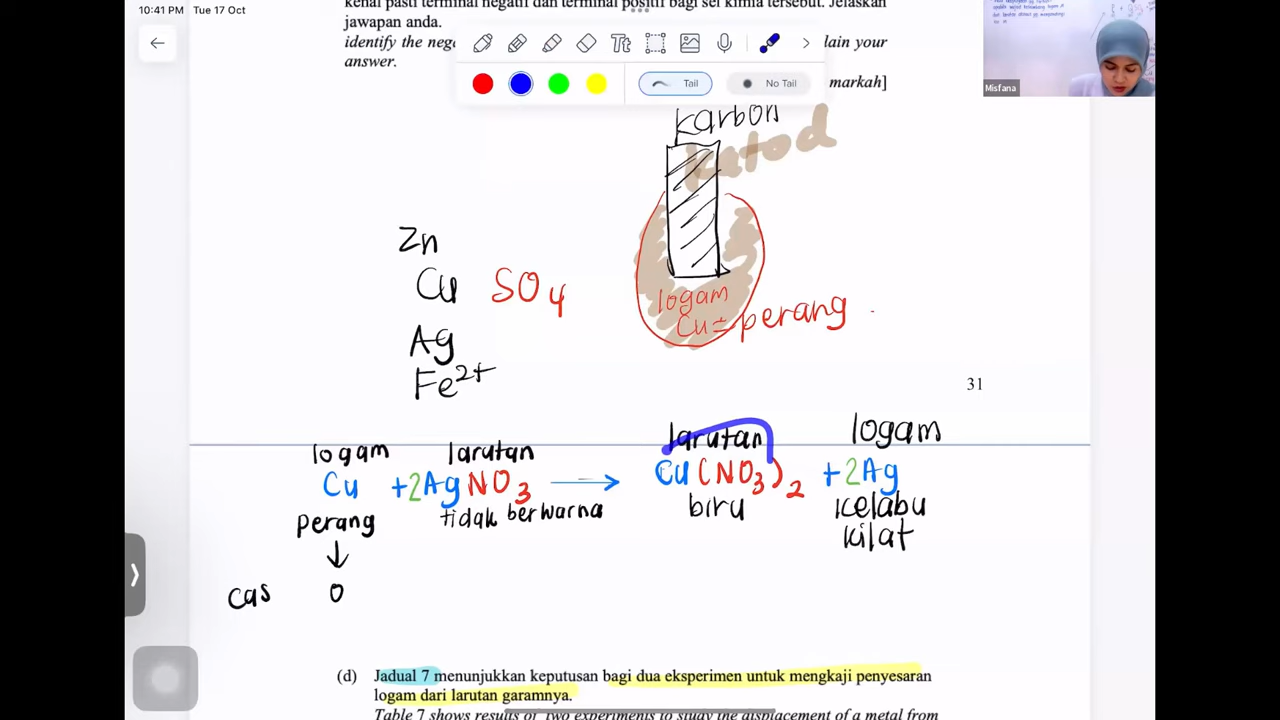 10:41 PM Tue 17 Oct
kenal pasti terminal negatif dan terminal positif bagi sel kimia tersebut. Jelaskan
jawapan anda.
identify the nega
lain your
answer.
markah]
Tt
Tail
No Tail
Misfana
karbon
katod
Zn
Cu SO4
Ag
Fe2+
logam
Cu = perang
31
logam larutan larutan logam
Cu +2AgNO3 → Cu(NO3)2 +2Ag
perang tidak berwarna biru kelabu
kilat
↓
cas 0
(d) Jadual 7 menunjukkan keputusan bagi dua eksperimen untuk mengkaji penyesaran
logam dari larutan garamnya.
Table 7 shows results of two experiments to study the displacement of a metal from